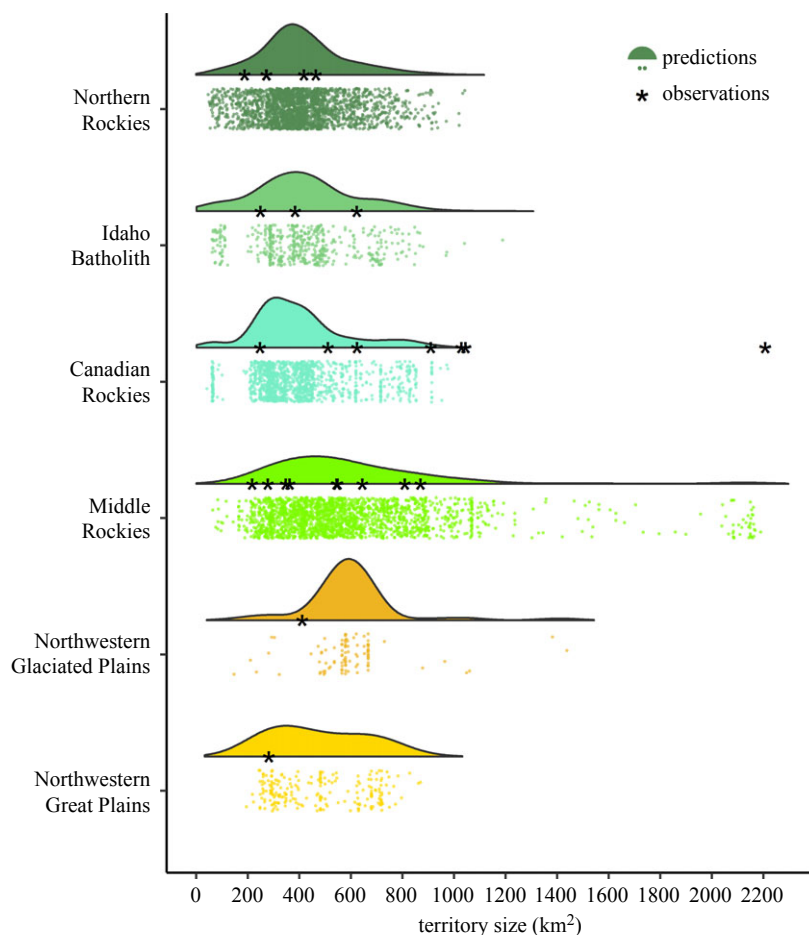 predictions
* observations
Northern
Rockies
Idaho
Batholith
Canadian
Rockies
Middle
Rockies
Northwestern
Glaciated Plains
Northwestern
Great Plains
0 200 400 600 800 1000 1200 1400 1600 1800 2000 2200
territory size (km²)